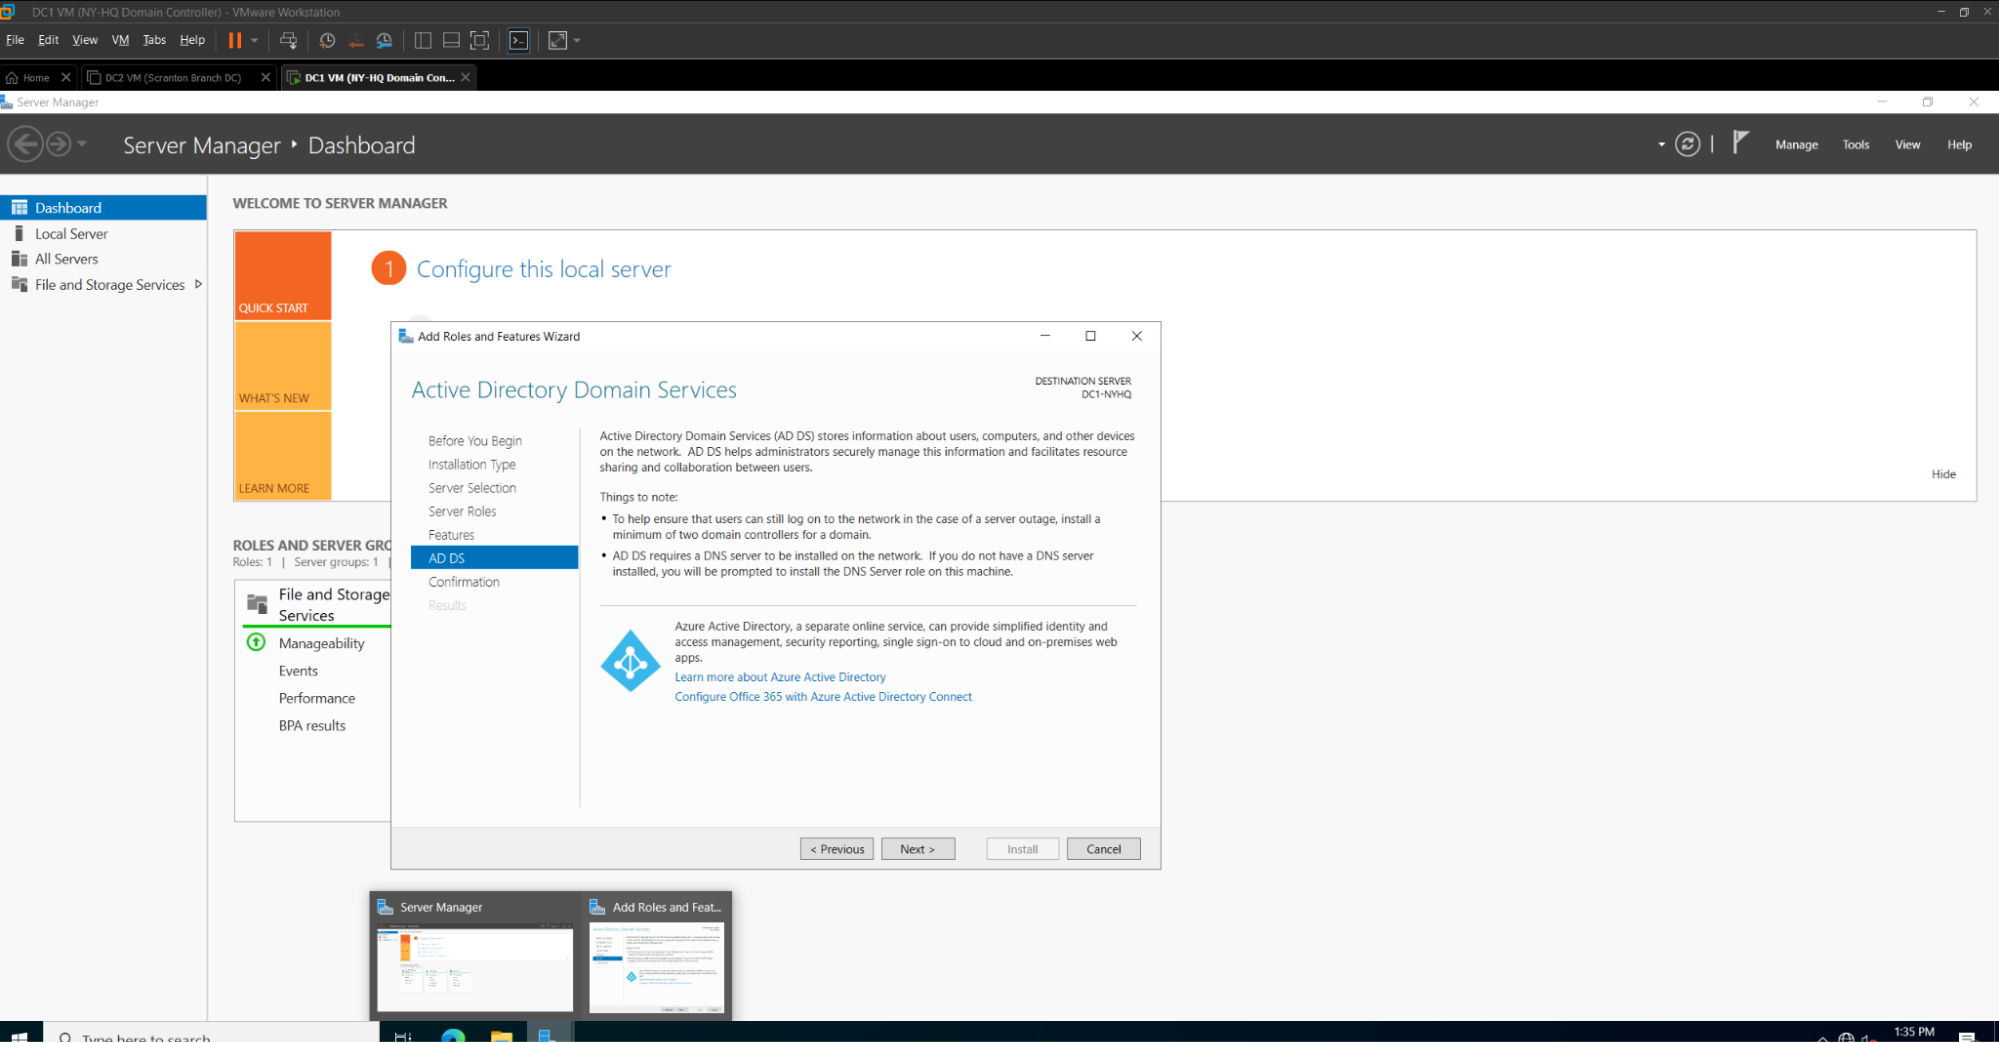 DC1 VM (NY-HQ Domain Controller) - VMware Workstation
File Edit View VM Tabs Help
Home DC2 VM (Scranton Branch DC) DC1 VM (NY-HQ Domain Con...
Server Manager
Server Manager Dashboard
Manage Tools View Help
Dashboard
Local Server
All Servers
File and Storage Services
WELCOME TO SERVER MANAGER
QUICK START
WHAT'S NEW
LEARN MORE
1 Configure this local server
Hide
ROLES AND SERVER GRO
Roles: 1 | Server groups: 1 |
File and Storage
Services
Manageability
Events
Performance
BPA results
Add Roles and Features Wizard
Active Directory Domain Services
DESTINATION SERVER
DC1-NYHQ
Before You Begin
Installation Type
Server Selection
Server Roles
Features
AD DS
Confirmation
Results
Active Directory Domain Services (AD DS) stores information about users, computers, and other devices
on the network. AD DS helps administrators securely manage this information and facilitates resource
sharing and collaboration between users.
Things to note:
• To help ensure that users can still log on to the network in the case of a server outage, install a
minimum of two domain controllers for a domain.
• AD DS requires a DNS server to be installed on the network. If you do not have a DNS server
installed, you will be prompted to install the DNS Server role on this machine.
Azure Active Directory, a separate online service, can provide simplified identity and
access management, security reporting, single sign-on to cloud and on-premises web
apps.
Learn more about Azure Active Directory
Configure Office 365 with Azure Active Directory Connect
< Previous Next > Install Cancel
Server Manager Add Roles and Feat...
Type here to search
1:35 PM